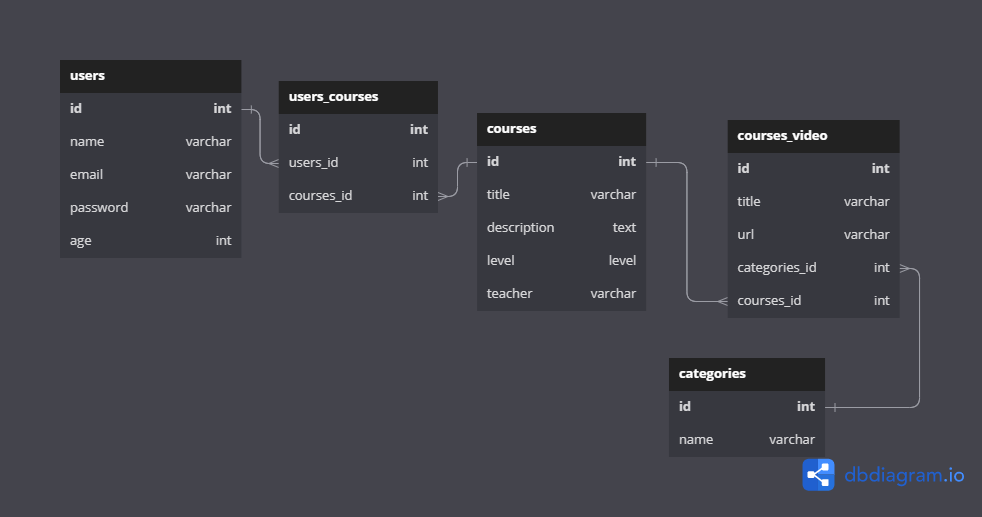 users
id int
name varchar
email varchar
password varchar
age int
users_courses
id int
users_id int
courses_id int
courses
id int
title varchar
description text
level level
teacher varchar
courses_video
id int
title varchar
url varchar
categories_id int
courses_id int
categories
id int
name varchar
dbdiagram.io